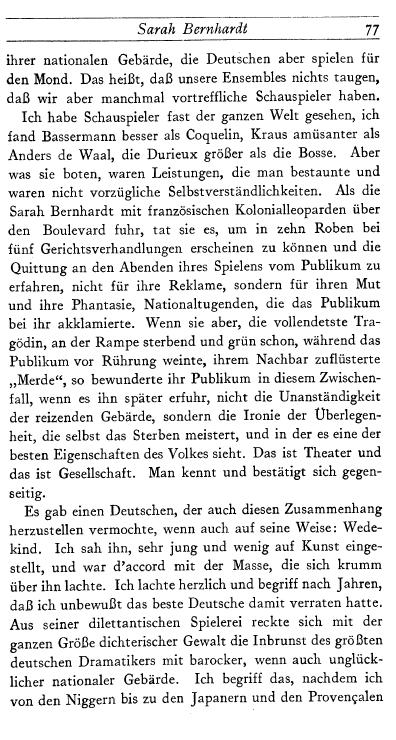 Sarah Bernhardt 77
ihrer nationalen Gebärde, die Deutschen aber spielen für
den Mond. Das heißt, daß unsere Ensembles nichts taugen,
daß wir aber manchmal vortreffliche Schauspieler haben.
Ich habe Schauspieler fast der ganzen Welt gesehen, ich
fand Bassermann besser als Coquelin, Kraus amüsanter als
Anders de Waal, die Durieux größer als die Bosse. Aber
was sie boten, waren Leistungen, die man bestaunte und
waren nicht vorzügliche Selbstverständlichkeiten. Als die
Sarah Bernhardt mit französischen Kolonialleoparden über
den Boulevard fuhr, tat sie es, um in zehn Roben bei
fünf Gerichtsverhandlungen erscheinen zu können und die
Quittung an den Abenden ihres Spielens vom Publikum zu
erfahren, nicht für ihre Reklame, sondern für ihren Mut
und ihre Phantasie, Nationaltugenden, die das Publikum
bei ihr akklamierte. Wenn sie aber, die vollendetste Tra-
gödin, an der Rampe sterbend und grün schon, während das
Publikum vor Rührung weinte, ihrem Nachbar zuflüsterte
„Merde“, so bewunderte ihr Publikum in diesem Zwischen-
fall, wenn es ihn später erfuhr, nicht die Unanständigkeit
der reizenden Gebärde, sondern die Ironie der Überlegen-
heit, die selbst das Sterben meistert, und in der es eine der
besten Eigenschaften des Volkes sieht. Das ist Theater und
das ist Gesellschaft. Man kennt und bestätigt sich gegen-
seitig.
Es gab einen Deutschen, der auch diesen Zusammenhang
herzustellen vermochte, wenn auch auf seine Weise: Wede-
kind. Ich sah ihn, sehr jung und wenig auf Kunst einge-
stellt, und war d’accord mit der Masse, die sich krumm
über ihn lachte. Ich lachte herzlich und begriff nach Jahren,
daß ich unbewußt das beste Deutsche damit verraten hatte.
Aus seiner dilettantischen Spielerei reckte sich mit der
ganzen Größe dichterischer Gewalt die Inbrunst des größten
deutschen Dramatikers mit barocker, wenn auch unglück-
licher nationaler Gebärde. Ich begriff das, nachdem ich
von den Niggern bis zu den Japanern und den Provençalen